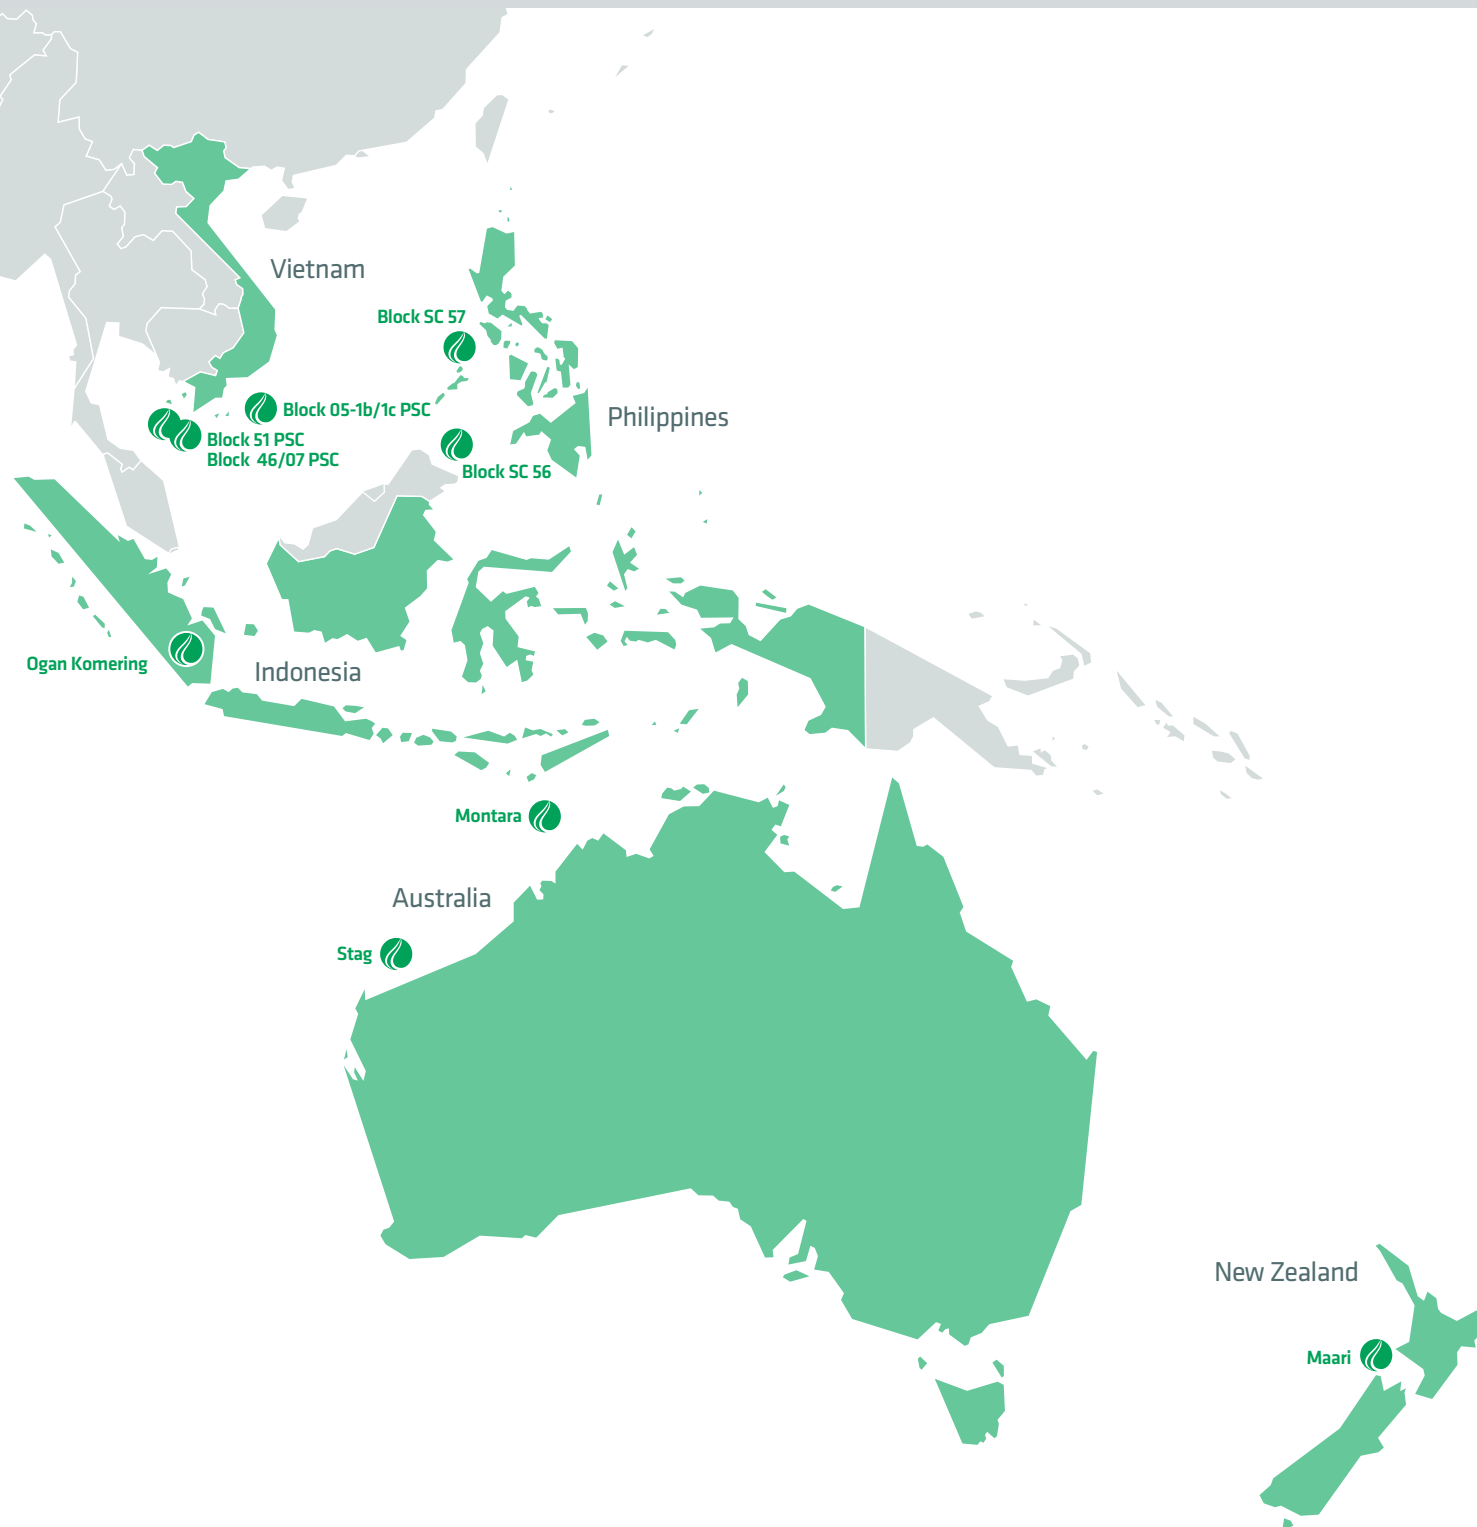 Vietnam
Block SC 57
Block 05-1b/1c PSC
Philippines
Block 51 PSC
Block 46/07 PSC
Block SC 56
Ogan Komering
Indonesia
Montara
Australia
Stag
New Zealand
Maari